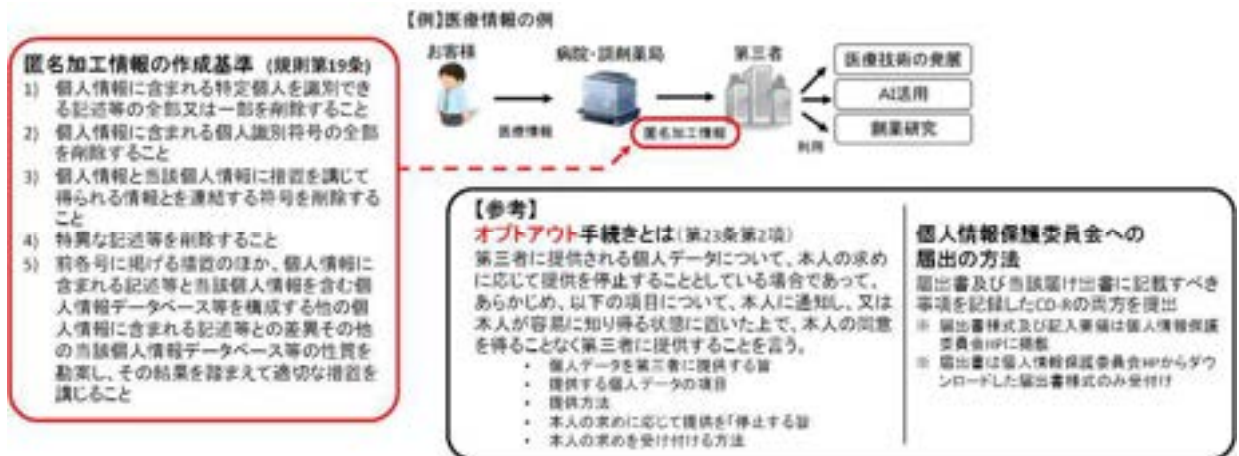 【例】医療情報の例
お客様
病院・調剤薬局
第三者
医療情報
匿名加工情報
利用
医療技術の発展
AI活用
創薬研究
匿名加工情報の作成基準 (規則第19条)
1) 個人情報に含まれる特定個人を識別でき
る記述等の全部又は一部を削除すること
2) 個人情報に含まれる個人識別符号の全部
を削除すること
3) 個人情報と当該個人情報に措置を講じて
得られる情報とを連結する符号を削除する
こと
4) 特異な記述等を削除すること
5) 前各号に掲げる措置のほか、個人情報に
含まれる記述等と当該個人情報を含む個
人情報データベース等を構成する他の個
人情報に含まれる記述等との差異その他
の当該個人情報データベース等の性質を
勘案し、その結果を踏まえて適切な措置を
講じること
【参考】
オプトアウト手続きとは(第23条第2項)
第三者に提供される個人データについて、本人の求め
に応じて提供を停止することとしている場合であって、
あらかじめ、以下の項目について、本人に通知し、又は
本人が容易に知り得る状態に置いた上で、本人の同意
を得ることなく第三者に提供することを言う。
・ 個人データを第三者に提供する旨
・ 提供する個人データの項目
・ 提供方法
・ 本人の求めに応じて提供を「停止する旨
・ 本人の求めを受け付ける方法
個人情報保護委員会への
届出の方法
届出書及び当該届け出書に記載すべき
事項を記録したCD-Rの両方を提出
※ 届出書様式及び記入要領は個人情報保護
委員会HPに掲載
※ 届出書は個人情報保護委員会HPからダウ
ンロードした届出書様式のみ受付け